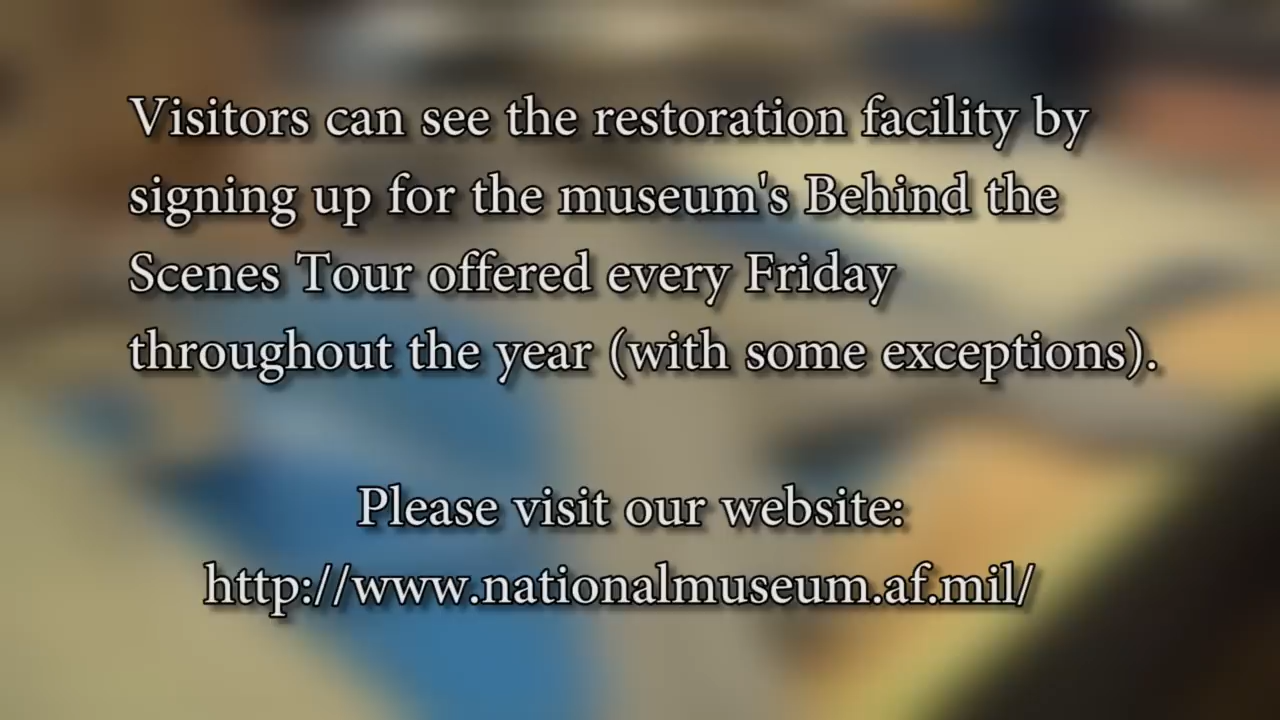 Visitors can see the restoration facility by
signing up for the museum's Behind the
Scenes Tour offered every Friday
throughout the year (with some exceptions).
Please visit our website:
http://www.nationalmuseum.af.mil/